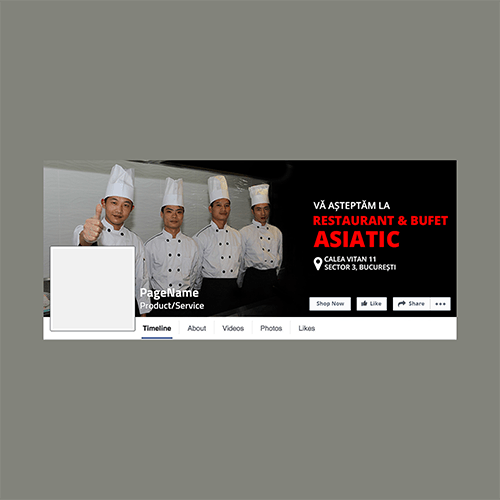 VĂ AȘTEPTĂM LA
RESTAURANT & BUFET
ASIATIC
CALEA VITAN 11
SECTOR 3, BUCUREȘTI
PageName
Product/Service
Shop Now
Like
Share
Timeline
About
Videos
Photos
Likes